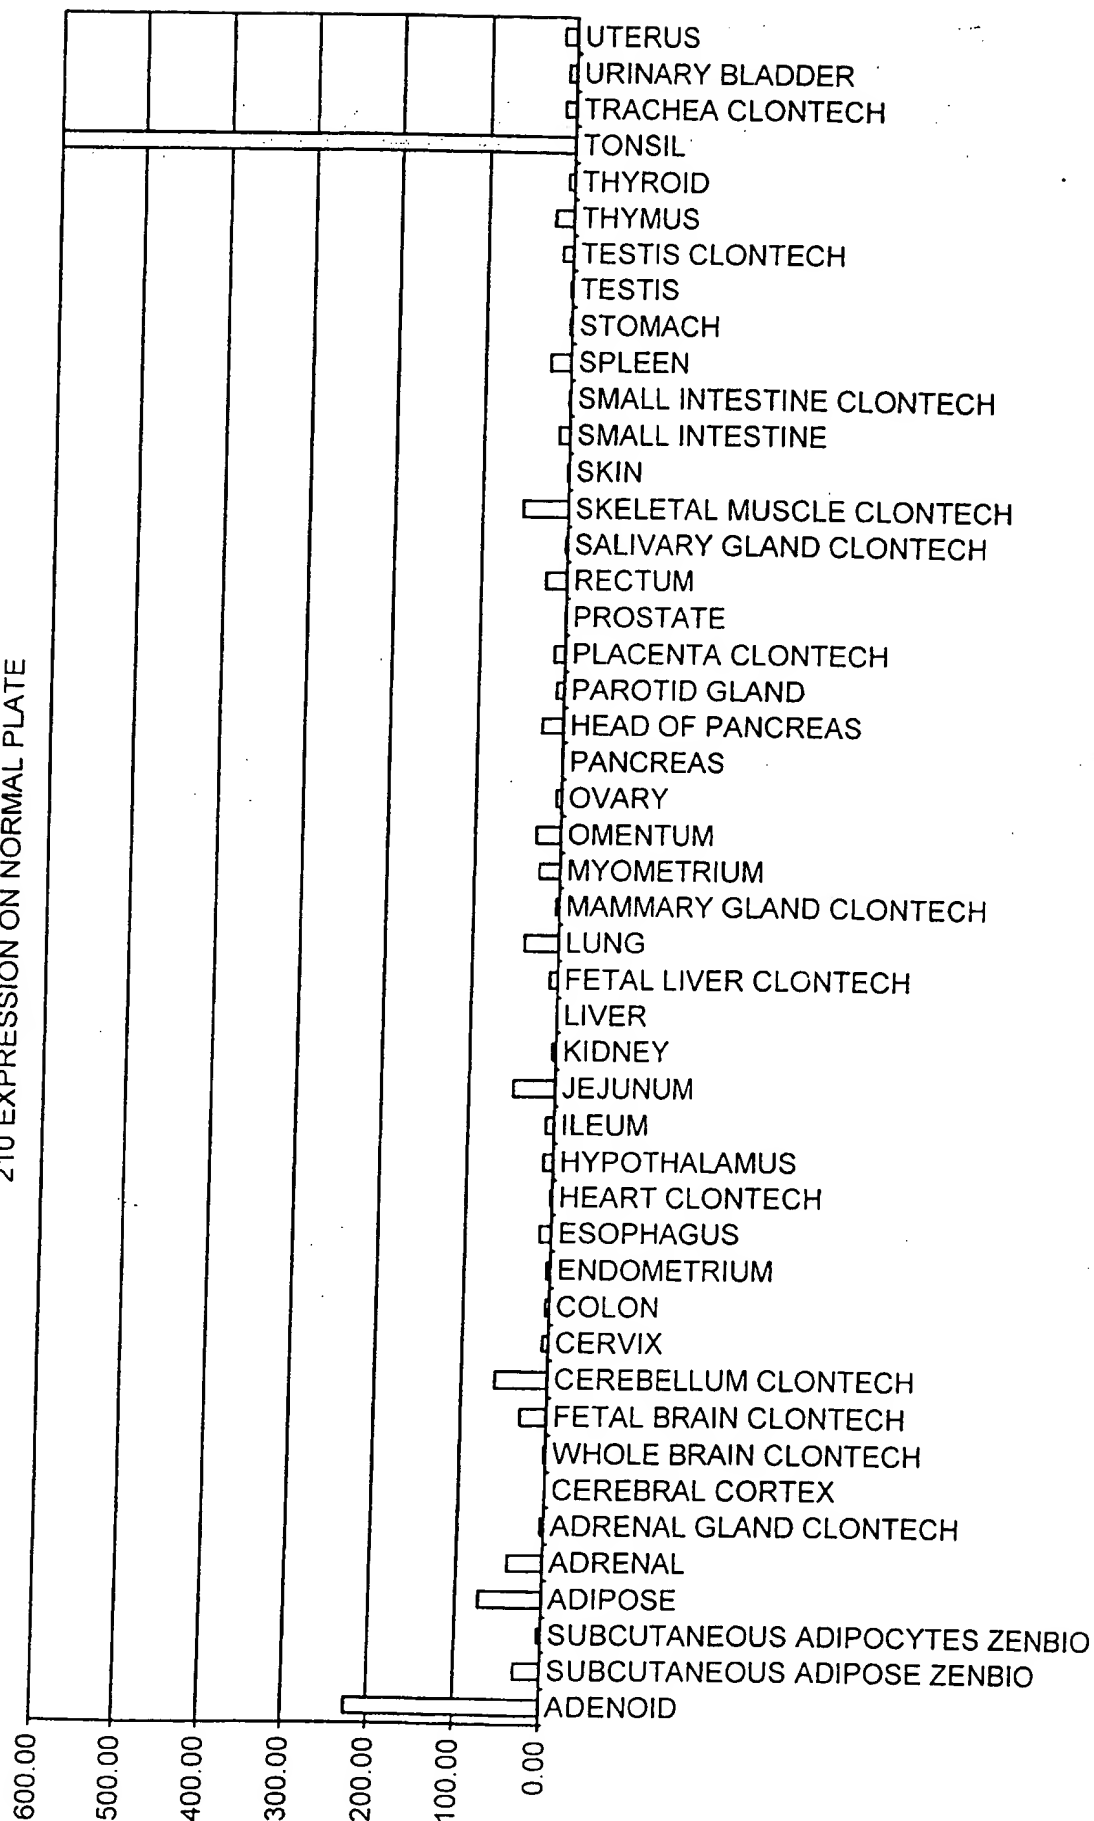 210 EXPRESSION ON NORMAL PLATE
UTERUS
URINARY BLADDER
TRACHEA CLONTECH
TONSIL
THYROID
THYMUS
TESTIS CLONTECH
TESTIS
STOMACH
SPLEEN
SMALL INTESTINE CLONTECH
SMALL INTESTINE
SKIN
SKELETAL MUSCLE CLONTECH
SALIVARY GLAND CLONTECH
RECTUM
PROSTATE
PLACENTA CLONTECH
PAROTID GLAND
HEAD OF PANCREAS
PANCREAS
OVARY
OMENTUM
MYOMETRIUM
MAMMARY GLAND CLONTECH
LUNG
FETAL LIVER CLONTECH
LIVER
KIDNEY
JEJUNUM
ILEUM
HYPOTHALAMUS
HEART CLONTECH
ESOPHAGUS
ENDOMETRIUM
COLON
CERVIX
CEREBELLUM CLONTECH
FETAL BRAIN CLONTECH
WHOLE BRAIN CLONTECH
CEREBRAL CORTEX
ADRENAL GLAND CLONTECH
ADRENAL
ADIPOSE
SUBCUTANEOUS ADIPOCYTES ZENBIO
SUBCUTANEOUS ADIPOSE ZENBIO
ADENOID
600.00
500.00
400.00
300.00
200.00
100.00
0.00